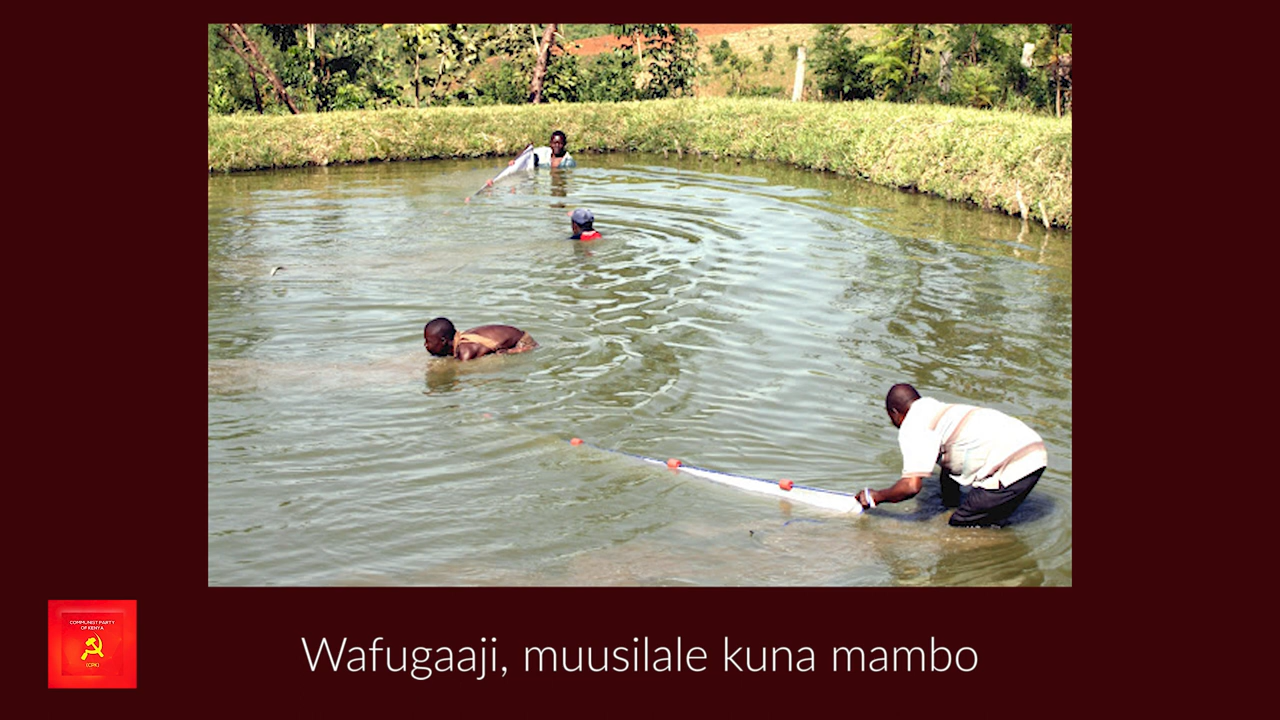 COMMUNIST PARTY
OF KENYA
(CPK)
Wafugaaji, muusilale kuna mambo